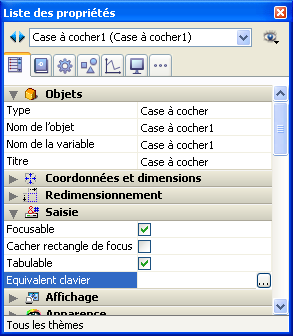 Liste des propriétés
Case à cocher1 (Case à cocher1)
Objets
Type Case à cocher
Nom de l'objet Case à cocher1
Nom de la variable Case à cocher1
Titre Case à cocher
Coordonnées et dimensions
Redimensionnement
Saisie
Focusable
Cacher rectangle de focus
Tabulable
Equivalent clavier ...
Affichage
Apparence
Tous les thèmes